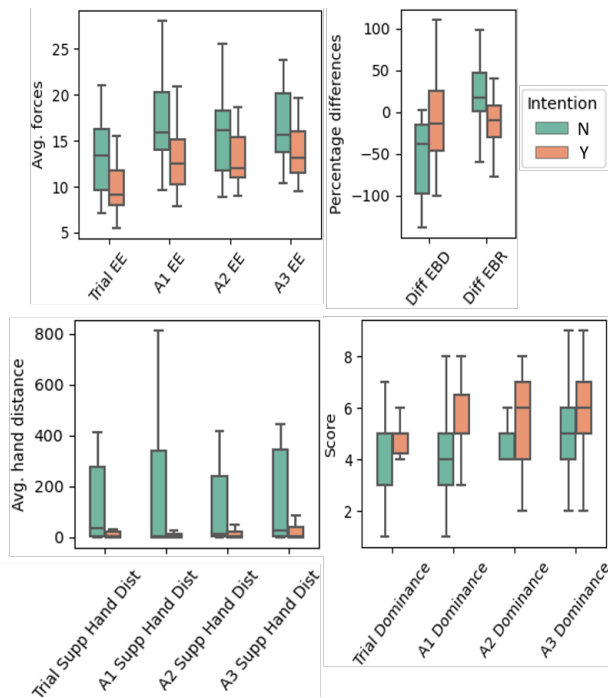 Avg. forces
25
20
15
10
5
Trial EE
A1 EE
A2 EE
A3 EE
Percentage differences
100
50
0
−50
−100
Diff EBD
Diff EBR
Intention
N
Y
Avg. hand distance
800
600
400
200
0
Trial Supp Hand Dist
A1 Supp Hand Dist
A2 Supp Hand Dist
A3 Supp Hand Dist
Score
8
6
4
2
Trial Dominance
A1 Dominance
A2 Dominance
A3 Dominance